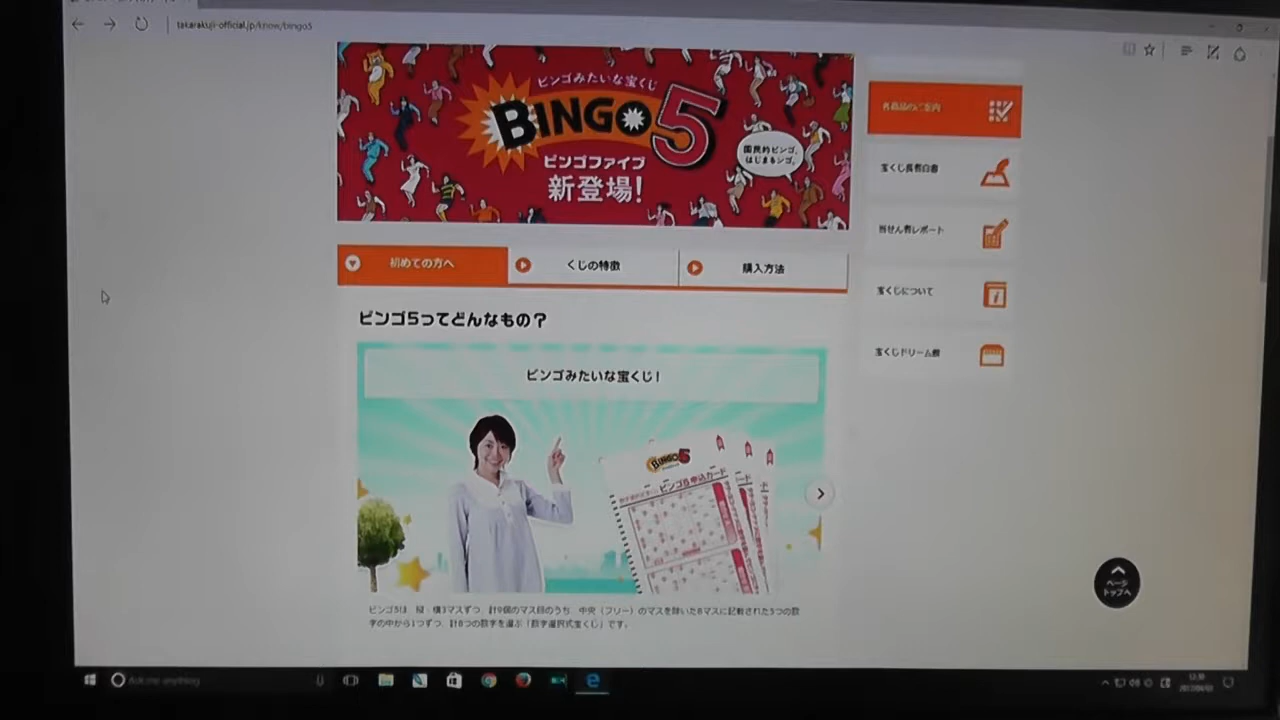 takarakuji-official.jp/know/bingo5
ビンゴみたいな宝くじ
BINGO5
ビンゴファイブ
新登場!
国民的ビンゴ、
はじまるンゴ。
各商品のご案内
宝くじ長者白書
当せん者レポート
宝くじについて
宝くじドリーム館
初めての方へ
くじの特徴
購入方法
ビンゴ5ってどんなもの？
ビンゴみたいな宝くじ！
BINGO5
ビンゴ5申込カード
ビンゴ5は、縦、横3マスずつ、計9個のマス目のうち、中央（フリー）のマスを除いた8マスに記載された5つの数
字の中から1つずつ、計8つの数字を選ぶ「数字選択式宝くじ」です。
ページ
トップへ
Ask me anything